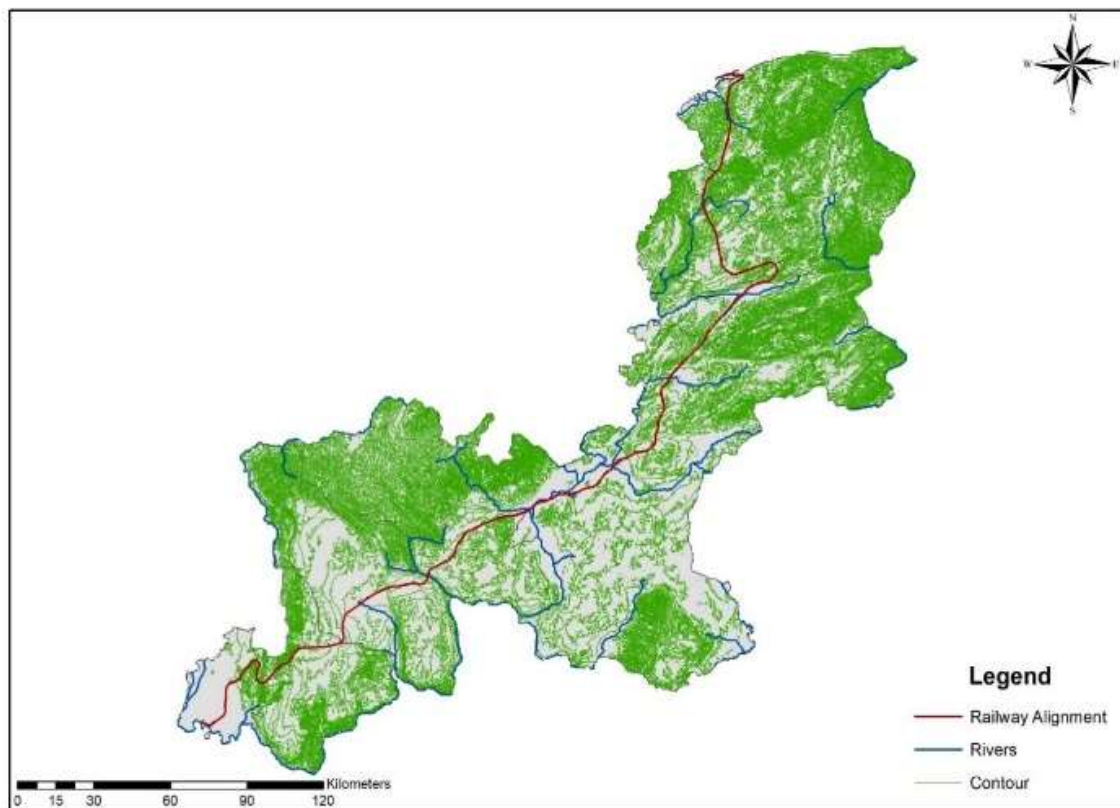 N
W E
S
Legend
Railway Alignment
Rivers
Contour
Kilometers
0 15 30 60 90 120